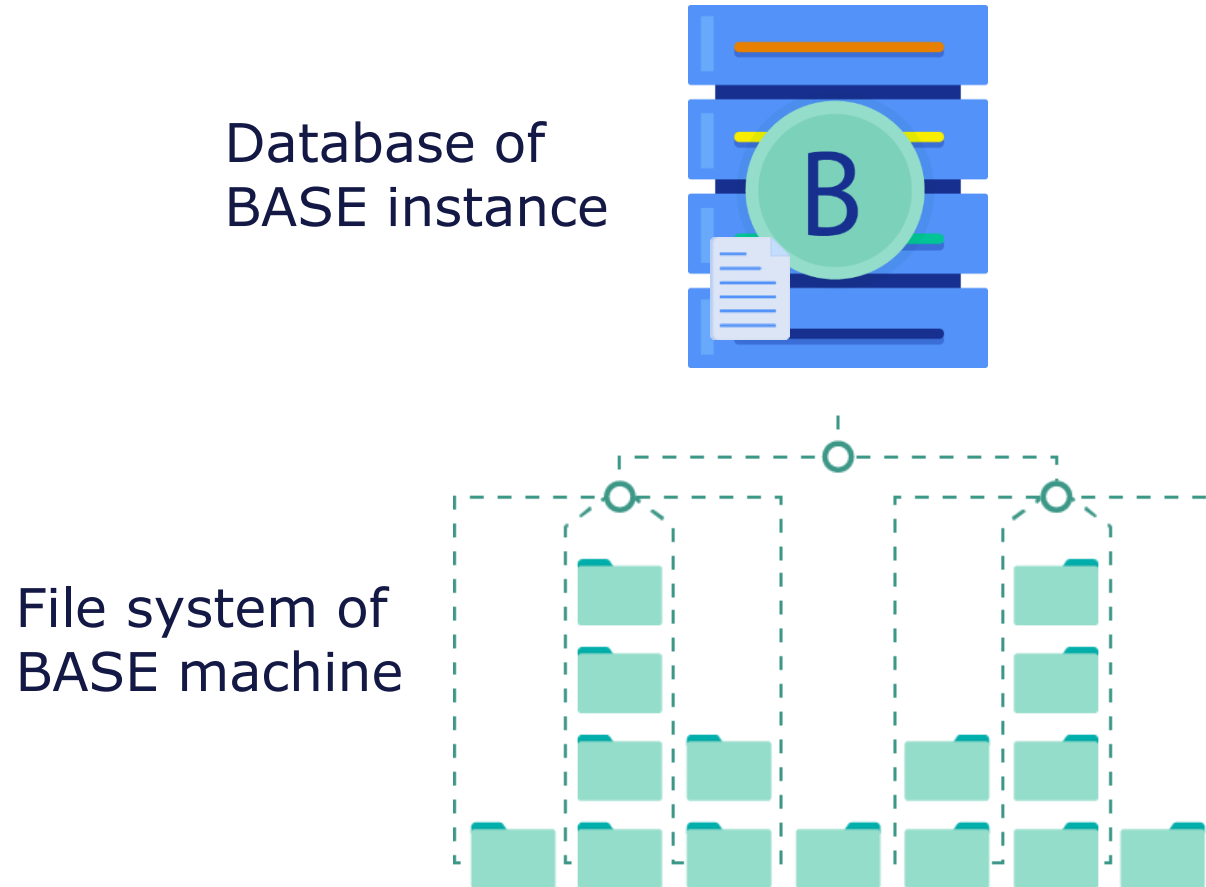 Database of
BASE instance
B
File system of
BASE machine